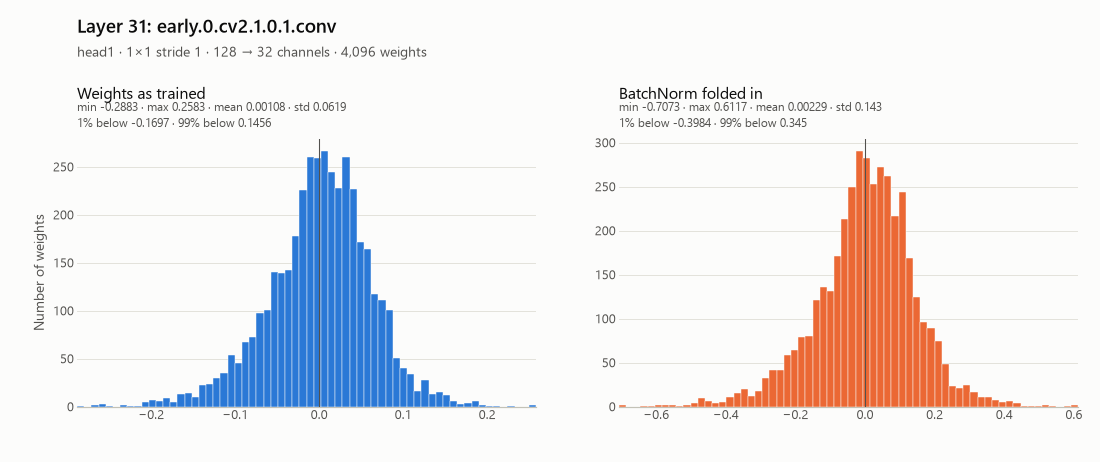 Layer 31: early.0.cv2.1.0.1.conv
head1 · 1×1 stride 1 · 128 → 32 channels · 4,096 weights
Weights as trained
min -0.2883 · max 0.2583 · mean 0.00108 · std 0.0619
1% below -0.1697 · 99% below 0.1456
Number of weights
250
200
150
100
50
0
−0.2 −0.1 0.0 0.1 0.2
BatchNorm folded in
min -0.7073 · max 0.6117 · mean 0.00229 · std 0.143
1% below -0.3984 · 99% below 0.345
300
250
200
150
100
50
0
−0.6 −0.4 −0.2 0.0 0.2 0.4 0.6